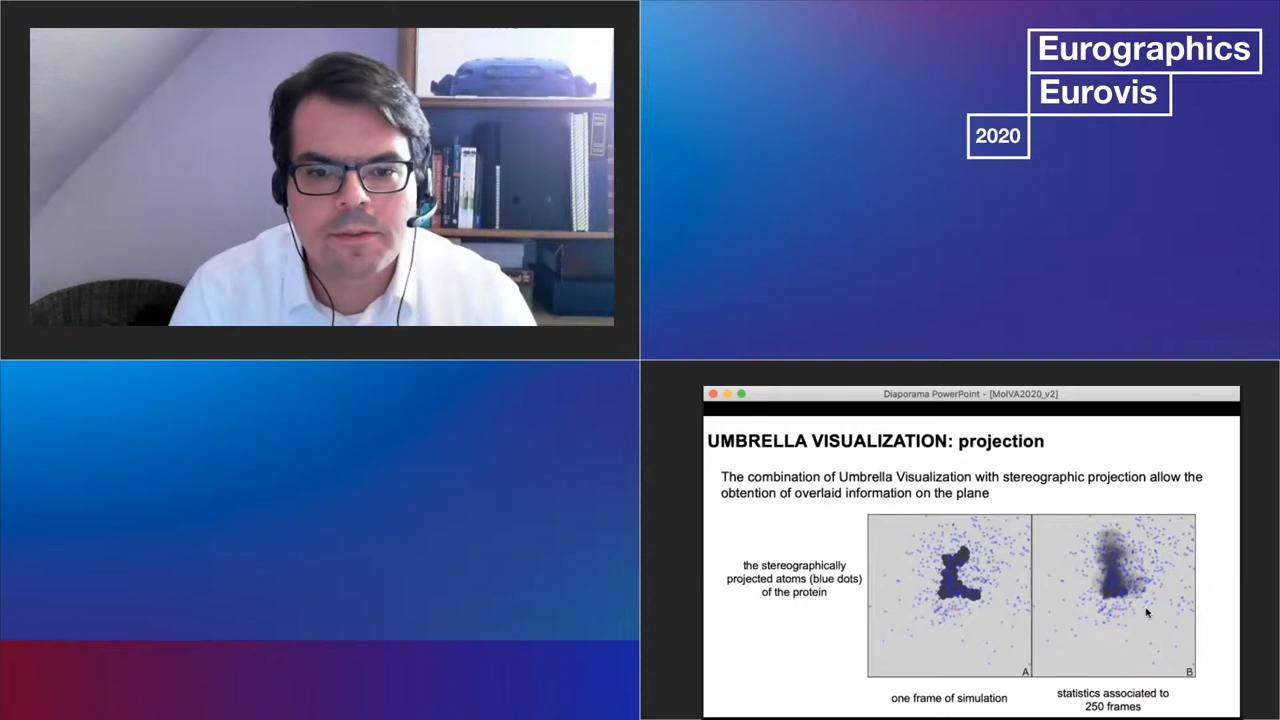 Eurographics
Eurovis
2020
Diaporama PowerPoint - [MolVA2020_v2]
UMBRELLA VISUALIZATION: projection
The combination of Umbrella Visualization with stereographic projection allow the
obtention of overlaid information on the plane
the stereographically
projected atoms (blue dots)
of the protein
A
B
one frame of simulation
statistics associated to
250 frames